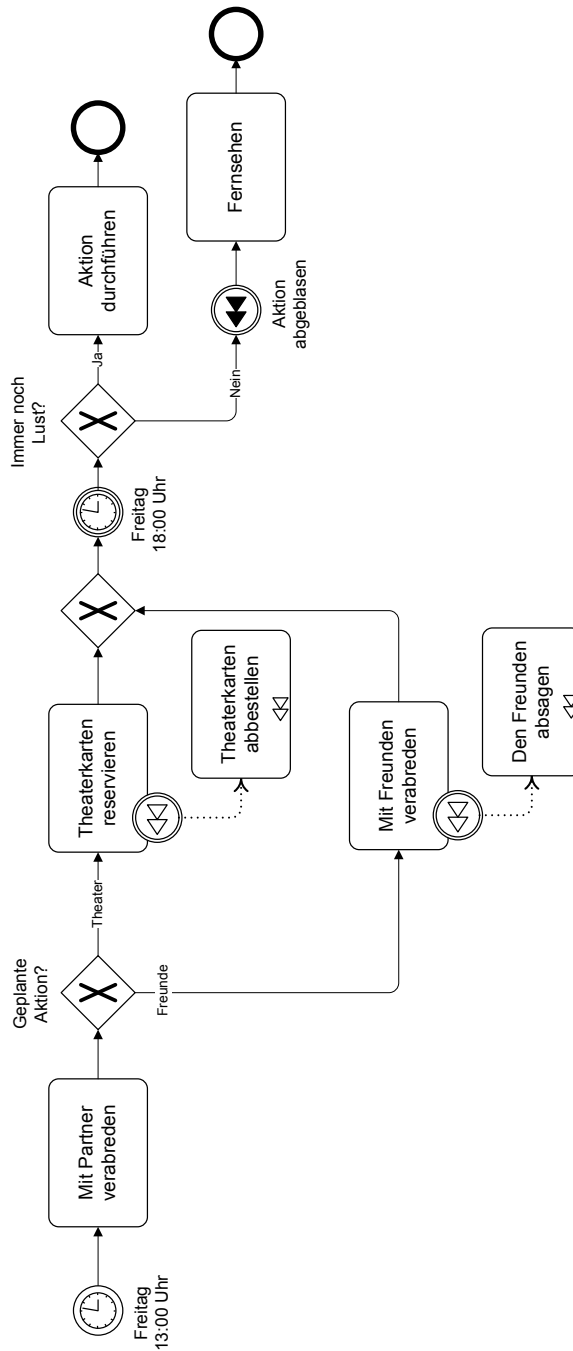 Freitag
13:00 Uhr
Mit Partner
verabreden
Geplante
Aktion?
Theater
Freunde
Theaterkarten
reservieren
Theaterkarten
abbestellen
Mit Freunden
verabreden
Den Freunden
absagen
Freitag
18:00 Uhr
Immer noch
Lust?
Ja
Nein
Aktion
durchführen
Aktion
abgeblasen
Fernsehen